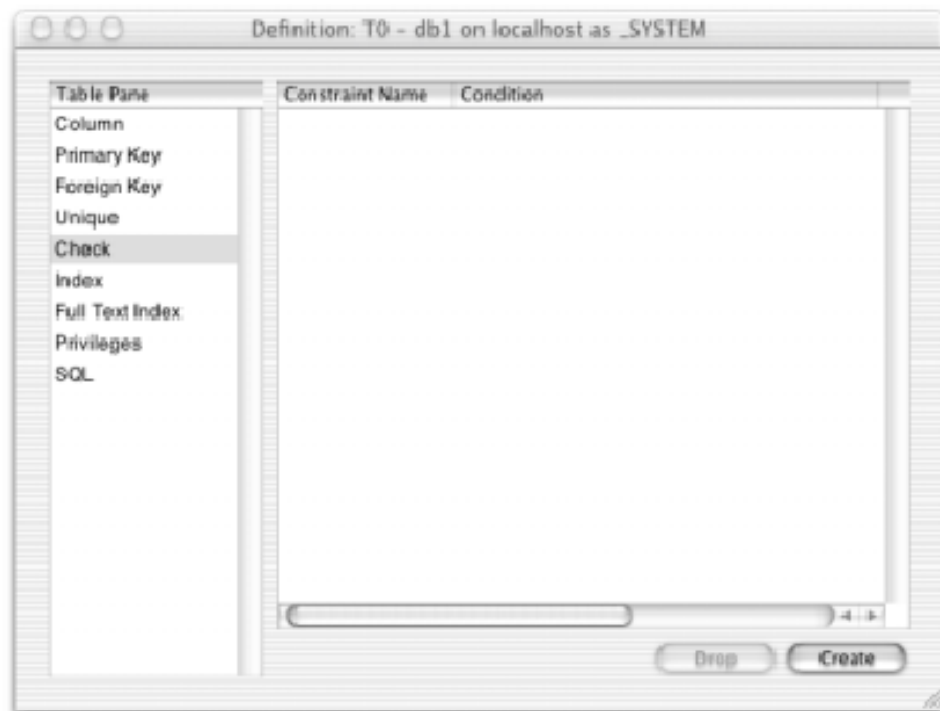 Definition: T0 - db1 on localhost as _SYSTEM
Table Pane
Column
Primary Key
Foreign Key
Unique
Check
Index
Full Text Index
Privileges
SQL
Constraint Name Condition
Drop Create